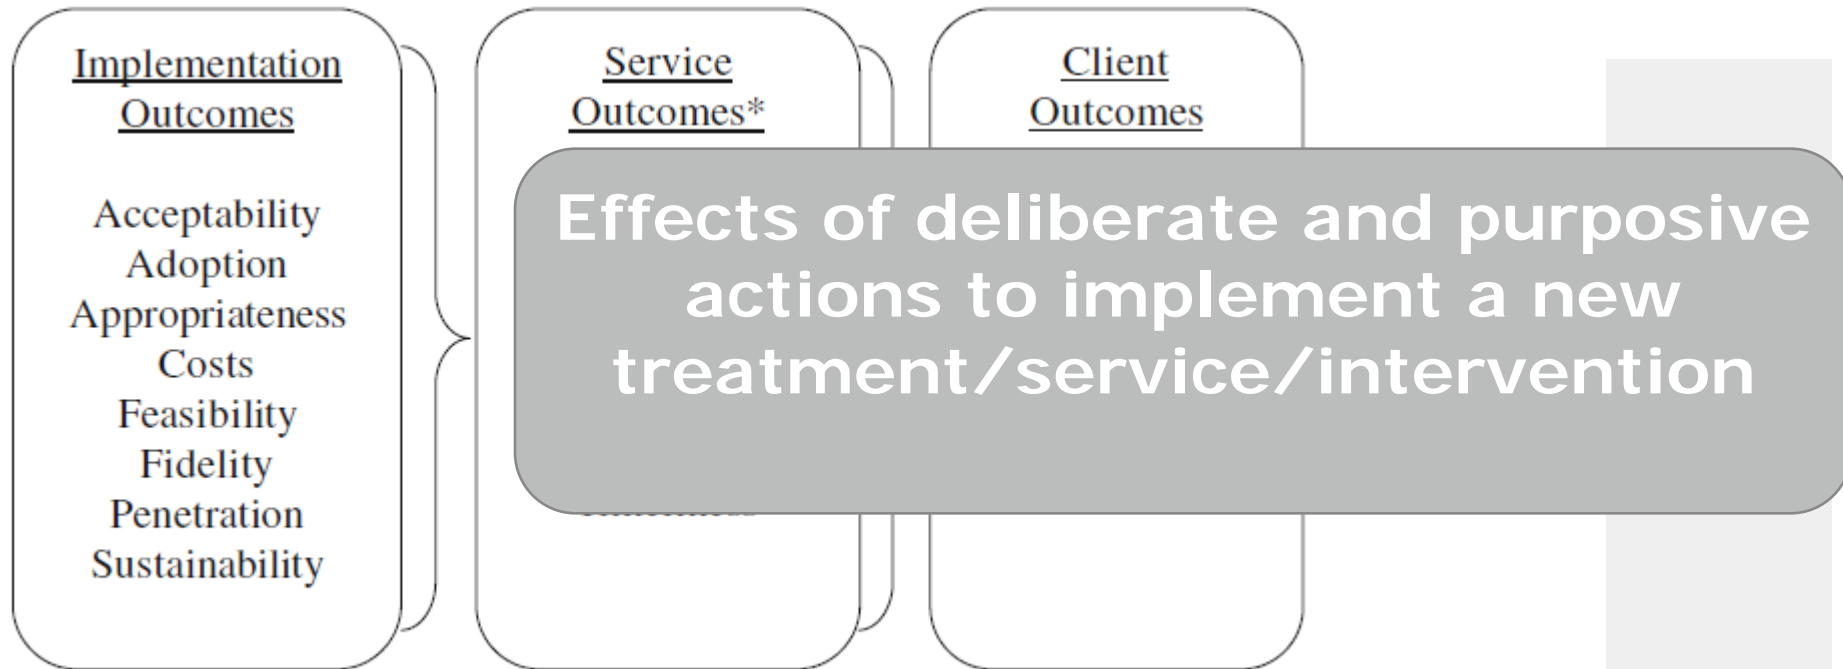 Implementation
Outcomes
Acceptability
Adoption
Appropriateness
Costs
Feasibility
Fidelity
Penetration
Sustainability
Service
Outcomes*
Client
Outcomes
Effects of deliberate and purposive
actions to implement a new
treatment/service/intervention